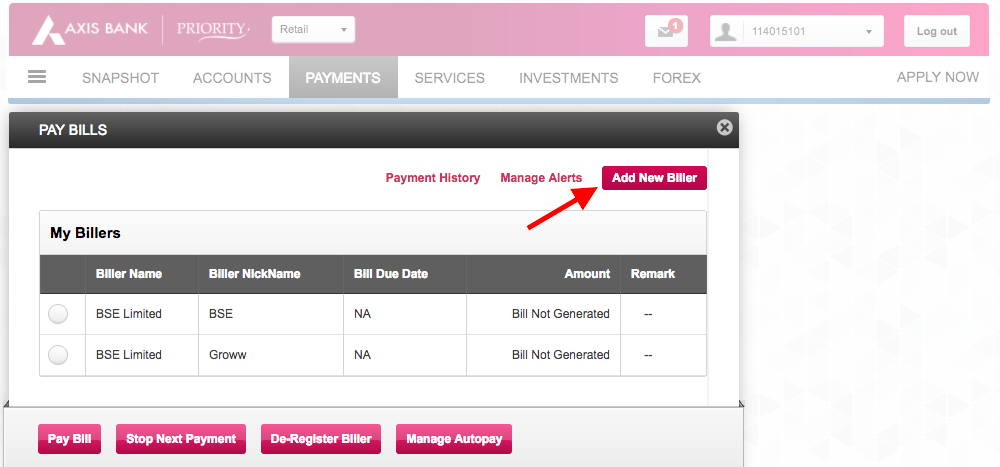 AXIS BANK PRIORITY Retail 1 114015101 Log out
SNAPSHOT ACCOUNTS PAYMENTS SERVICES INVESTMENTS FOREX APPLY NOW
PAY BILLS
Payment History Manage Alerts Add New Biller
My Billers
Biller Name Biller NickName Bill Due Date Amount Remark
BSE Limited BSE NA Bill Not Generated --
BSE Limited Groww NA Bill Not Generated --
Pay Bill Stop Next Payment De-Register Biller Manage Autopay